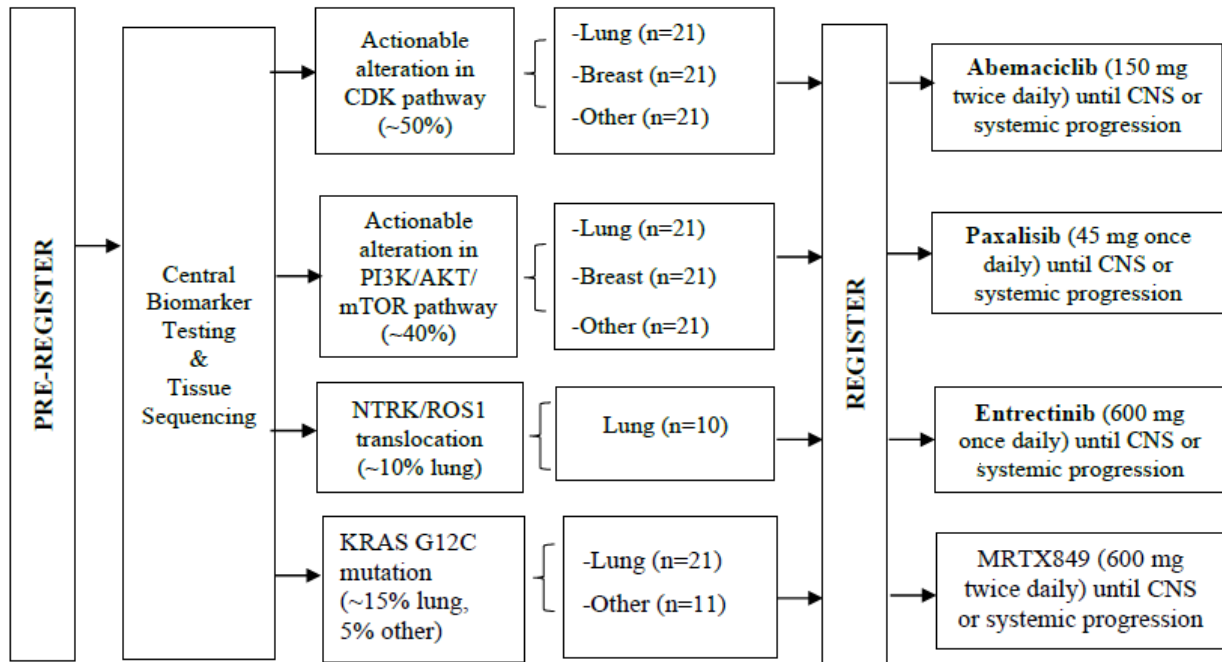 PRE-REGISTER
Central
Biomarker
Testing
&
Tissue
Sequencing
Actionable
alteration in
CDK pathway
(~50%)
-Lung (n=21)
-Breast (n=21)
-Other (n=21)
Actionable
alteration in
PI3K/AKT/
mTOR pathway
(~40%)
-Lung (n=21)
-Breast (n=21)
-Other (n=21)
NTRK/ROS1
translocation
(~10% lung)
Lung (n=10)
KRAS G12C
mutation
(~15% lung,
5% other)
-Lung (n=21)
-Other (n=11)
REGISTER
Abemaciclib (150 mg
twice daily) until CNS or
systemic progression
Paxalisib (45 mg once
daily) until CNS or
systemic progression
Entrectinib (600 mg
once daily) until CNS or
systemic progression
MRTX849 (600 mg
twice daily) until CNS
or systemic progression